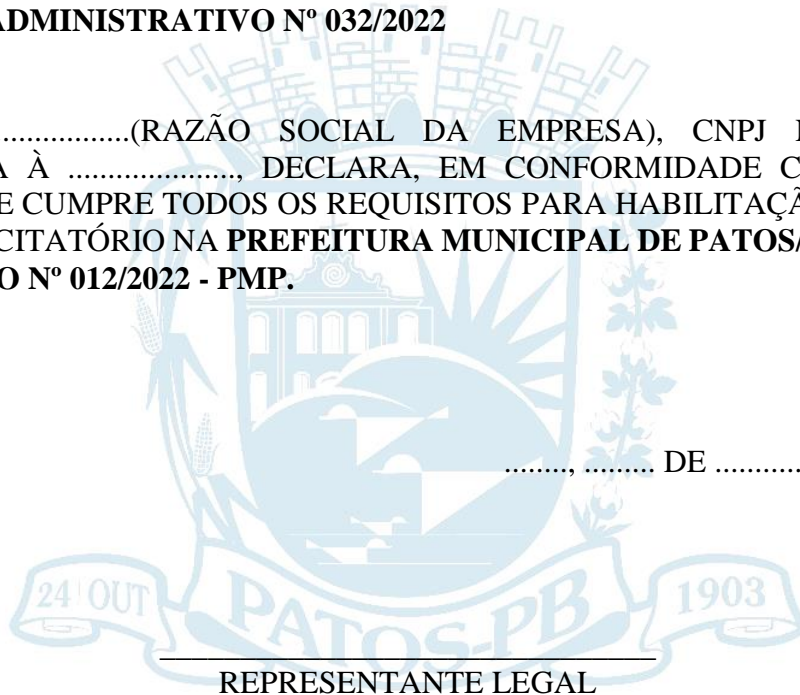 ADMINISTRATIVO Nº 032/2022
................(RAZÃO SOCIAL DA EMPRESA), CNPJ
A À ...................., DECLARA, EM CONFORMIDADE C
E CUMPRE TODOS OS REQUISITOS PARA HABILITAÇÃ
CITATÓRIO NA PREFEITURA MUNICIPAL DE PATOS/
O Nº 012/2022 - PMP.
........, ......... DE ...........
24 OUT PATOS-PB 1903
REPRESENTANTE LEGAL